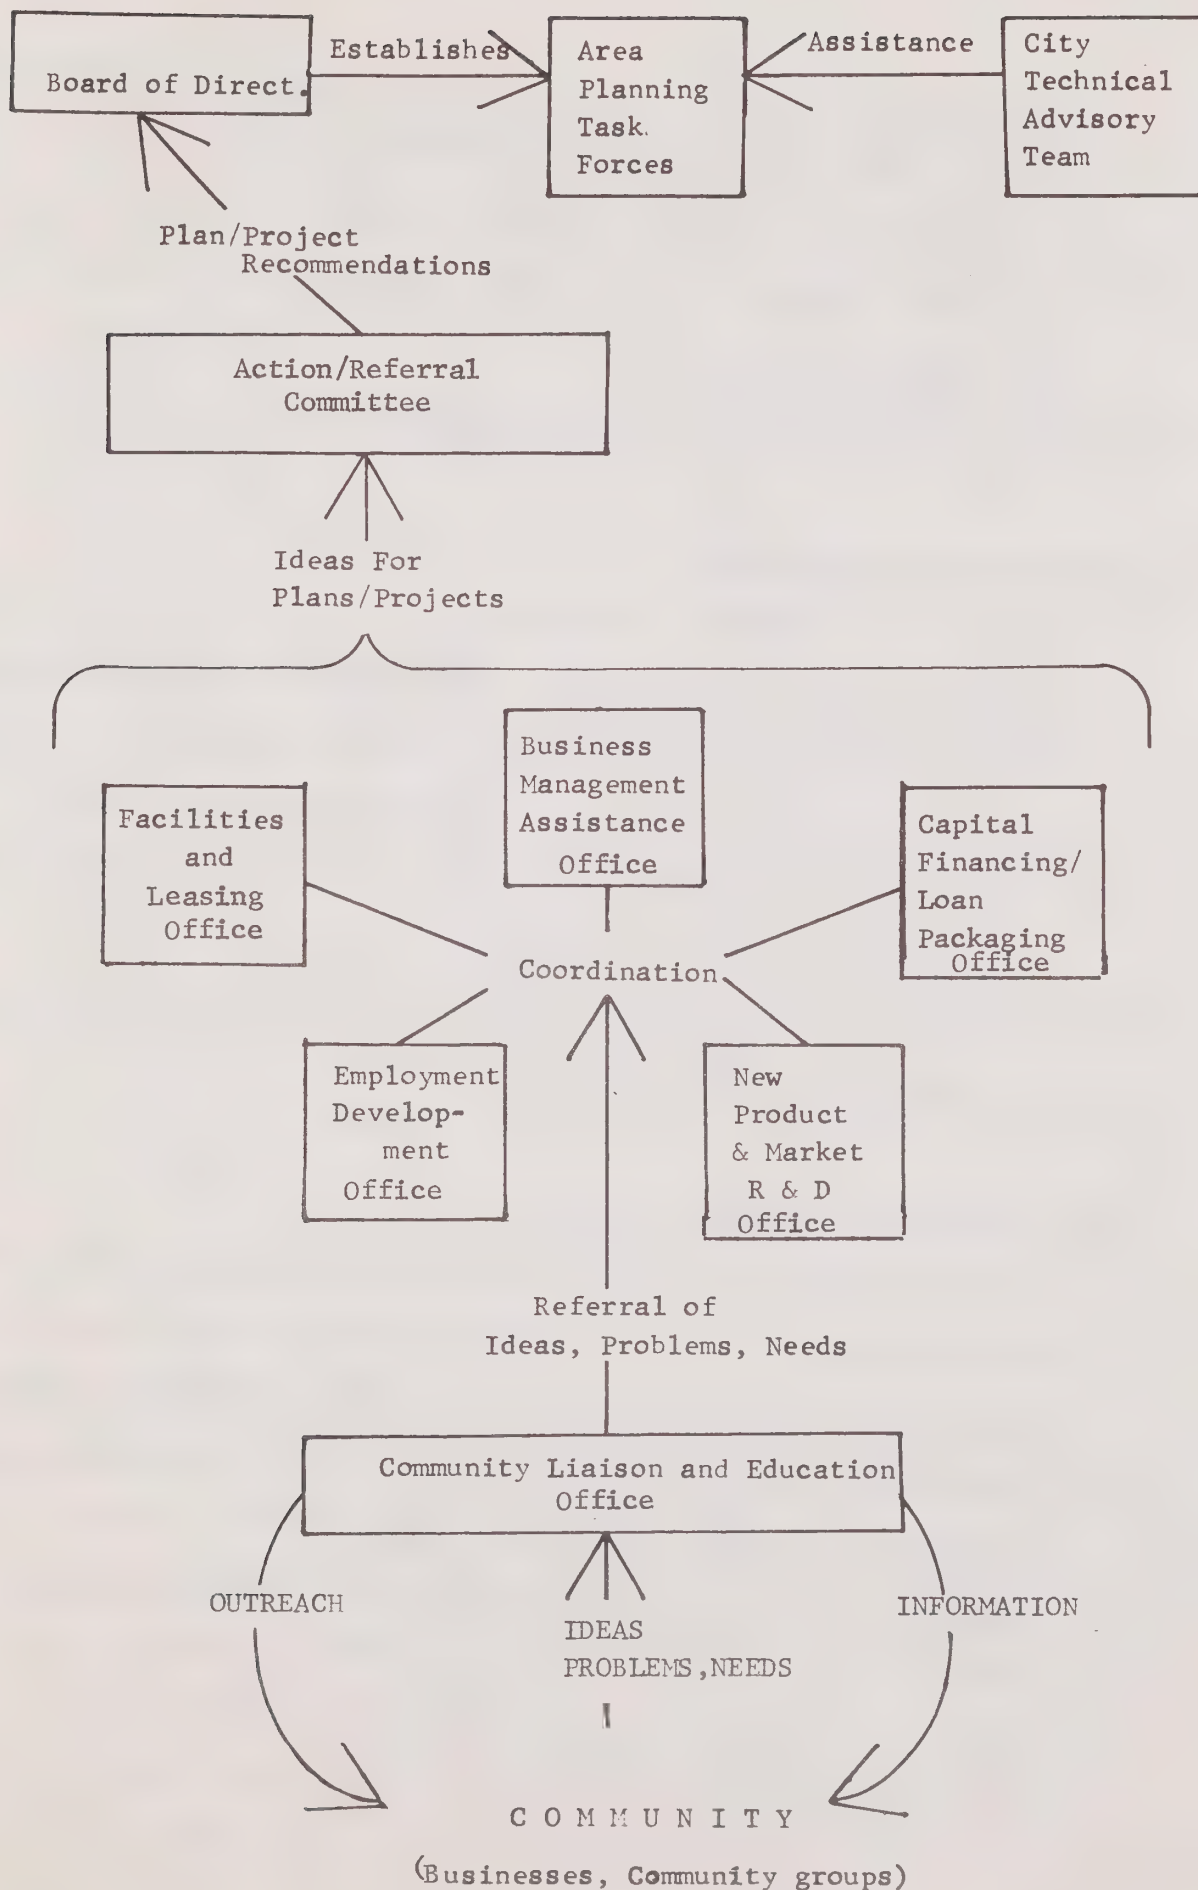 Board of Direct.
Establishes
Area
Planning
Task.
Forces
Assistance
City
Technical
Advisory
Team
Plan/Project
Recommendations
Action/Referral
Committee
Ideas For
Plans/Projects
Business
Management
Assistance
Office
Facilities
and
Leasing
Office
Capital
Financing/
Loan
Packaging
Office
Coordination
Employment
Develop-
ment
Office
New
Product
& Market
R & D
Office
Referral of
Ideas, Problems, Needs
Community Liaison and Education
Office
OUTREACH
IDEAS
PROBLEMS,NEEDS
INFORMATION
C O M M U N I T Y
(Businesses, Community groups)